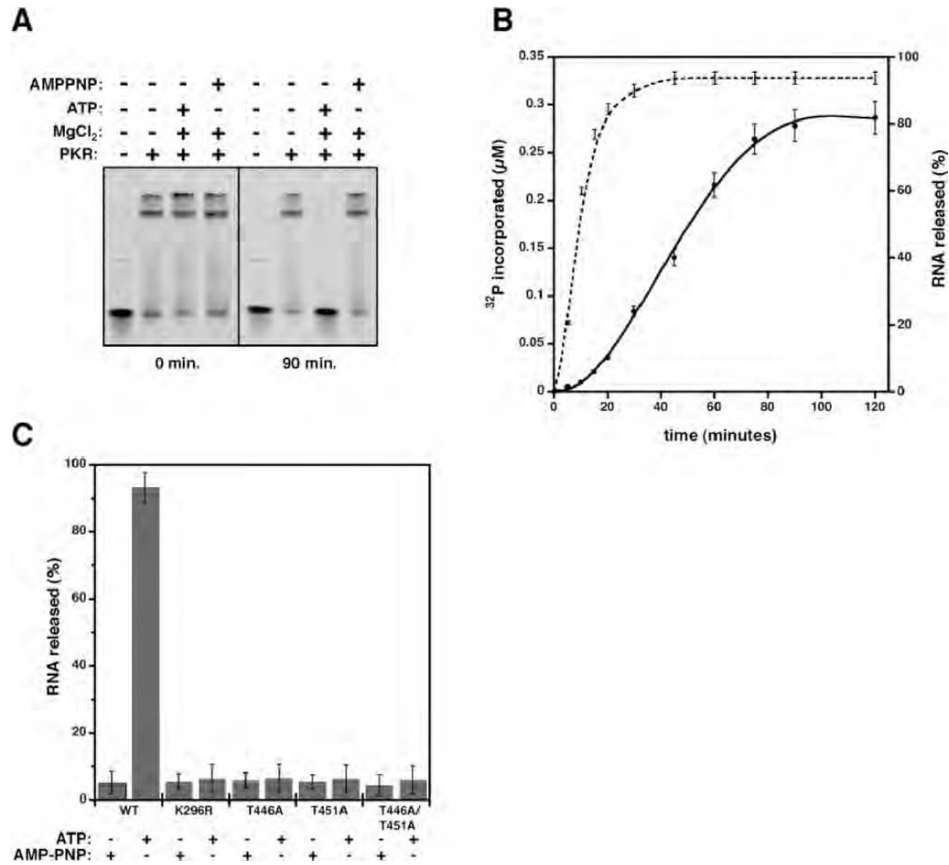 A
AMPPNP: - - - + - - - +
ATP: - - + - - - + -
MgCl2: - - + + - - + +
PKR: - + + + - + + +
0 min. 90 min.
B
0.35
0.3
0.25
0.2
0.15
0.1
0.05
0
32P incorporated (µM)
100
80
60
40
20
0
RNA released (%)
0 20 40 60 80 100 120
time (minutes)
C
100
80
60
40
20
0
RNA released (%)
WT K296R T446A T451A T446A/
T451A
ATP: - + - + - + - + - +
AMP-PNP: + - + - + - + - + -